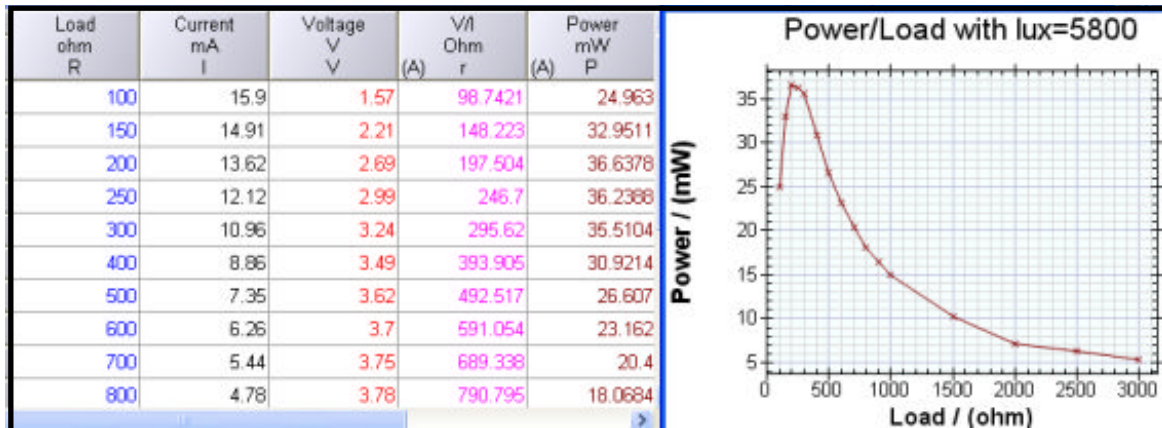 Load Current Voltage V/I Power
ohm mA V Ohm mW
R I V (A) r (A) P
100 15.9 1.57 98.7421 24.963
150 14.91 2.21 148.223 32.9511
200 13.62 2.69 197.504 36.6378
250 12.12 2.99 246.7 36.2388
300 10.96 3.24 295.62 35.5104
400 8.86 3.49 393.905 30.9214
500 7.35 3.62 492.517 26.607
600 6.26 3.7 591.054 23.162
700 5.44 3.75 689.338 20.4
800 4.78 3.78 790.795 18.0684
Power/Load with lux=5800
Power / (mW)
35
30
25
20
15
10
5
0 500 1000 1500 2000 2500 3000
Load / (ohm)